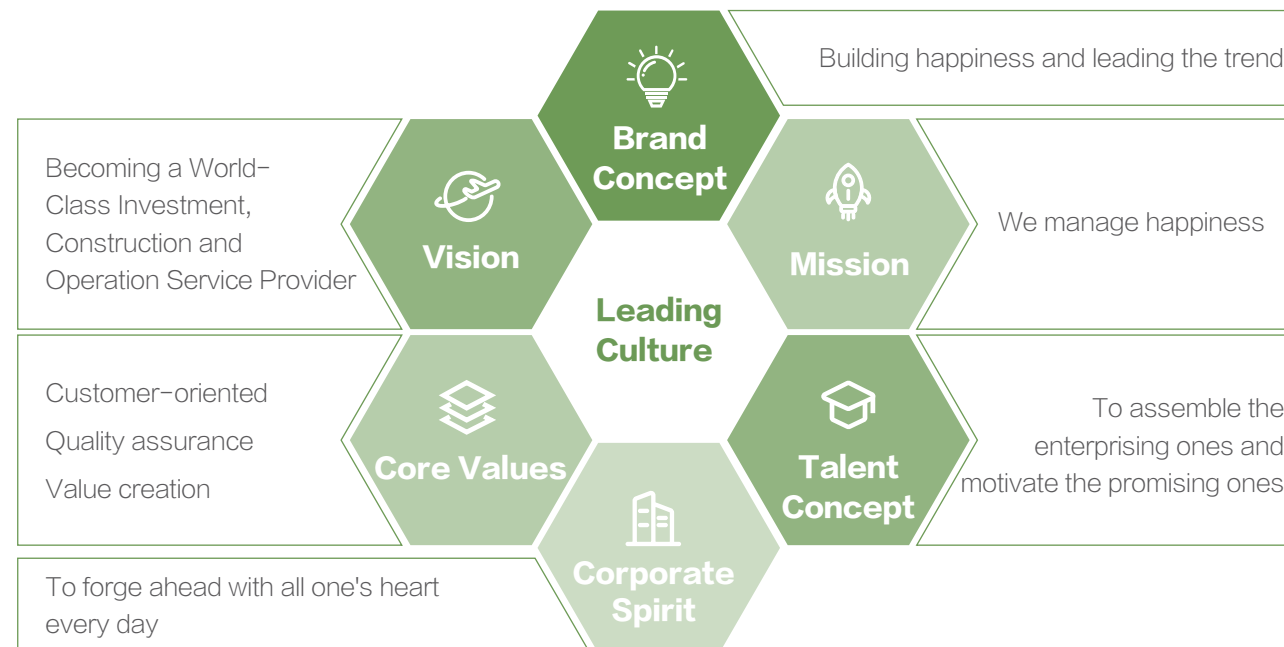 Building happiness and leading the trend
Brand
Concept
Becoming a World-
Class Investment,
Construction and
Operation Service Provider
Vision
Mission
We manage happiness
Leading
Culture
Customer-oriented
Quality assurance
Value creation
Core Values
Talent
Concept
To assemble the
enterprising ones and
motivate the promising ones
Corporate
Spirit
To forge ahead with all one's heart
every day